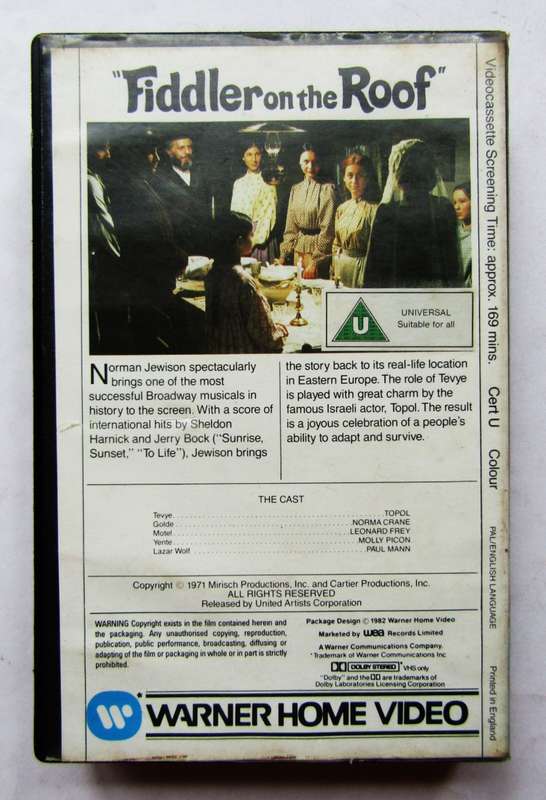 "Fiddler on the Roof"
UNIVERSAL
Suitable for all
U
Norman Jewison spectacularly
brings one of the most
successful Broadway musicals in
history to the screen. With a score of
international hits by Sheldon
Harnick and Jerry Bock ("Sunrise,
Sunset," "To Life"), Jewison brings
the story back to its real-life location
in Eastern Europe. The role of Tevye
is played with great charm by the
famous Israeli actor, Topol. The result
is a joyous celebration of a people's
ability to adapt and survive.
THE CAST
Tevye TOPOL
Golde NORMA CRANE
Motel LEONARD FREY
Yente MOLLY PICON
Lazar Wolf PAUL MANN
Copyright © 1971 Mirisch Productions, Inc. and Cartier Productions, Inc.
ALL RIGHTS RESERVED
Released by United Artists Corporation
WARNING Copyright exists in the film contained herein and
the packaging. Any unauthorised copying, reproduction,
publication, public performance, broadcasting, diffusing or
adapting of the film or packaging in whole or in part is strictly
prohibited.
Package Design © 1982 Warner Home Video
Marketed by wea Records Limited
A Warner Communications Company.
*Trademark of Warner Communications Inc
DOLBY STEREO VHS only
"Dolby" and the are trademarks of
Dolby Laboratories Licensing Corporation
* WARNER HOME VIDEO
Videocassette Screening Time: approx. 169 mins. Cert U Colour PAL/ENGLISH LANGUAGE Printed in England